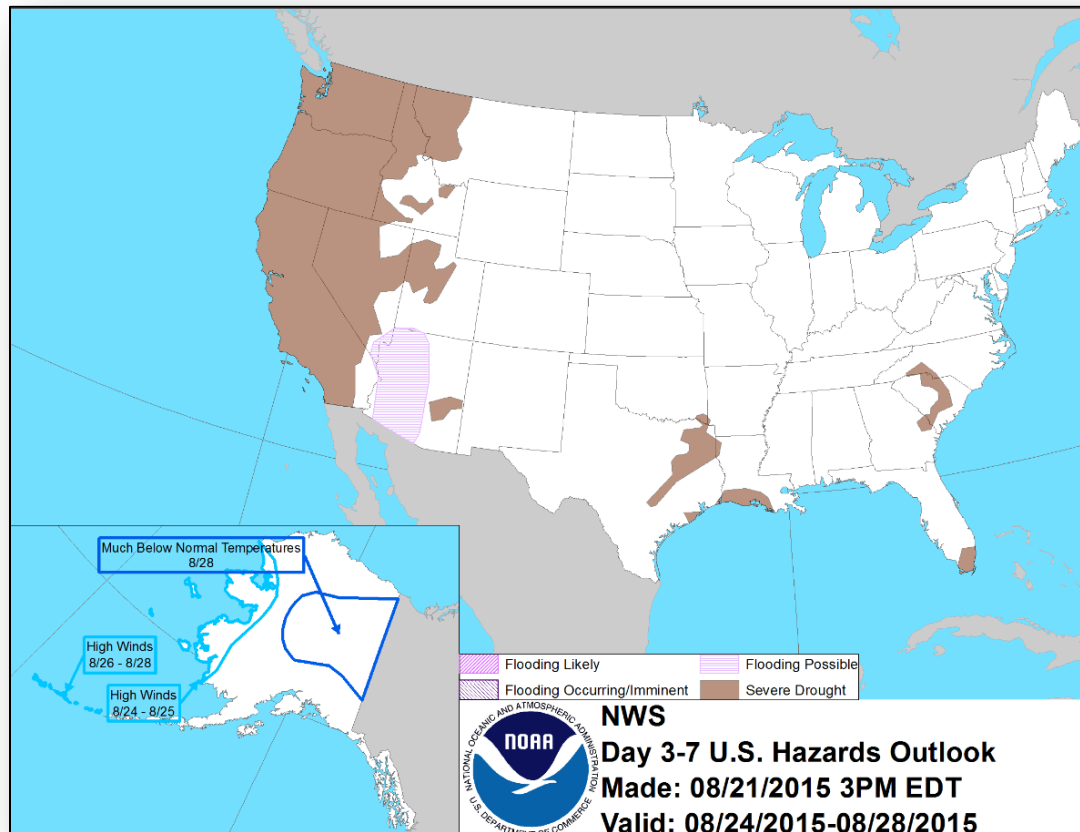 Much Below Normal Temperatures
8/28
High Winds
8/26 - 8/28
High Winds
8/24 - 8/25
Flooding Likely
Flooding Possible
Flooding Occurring/Imminent
Severe Drought
NATIONAL OCEANIC AND ATMOSPHERIC ADMINISTRATION
NOAA
U.S. DEPARTMENT OF COMMERCE
NWS
Day 3-7 U.S. Hazards Outlook
Made: 08/21/2015 3PM EDT
Valid: 08/24/2015-08/28/2015